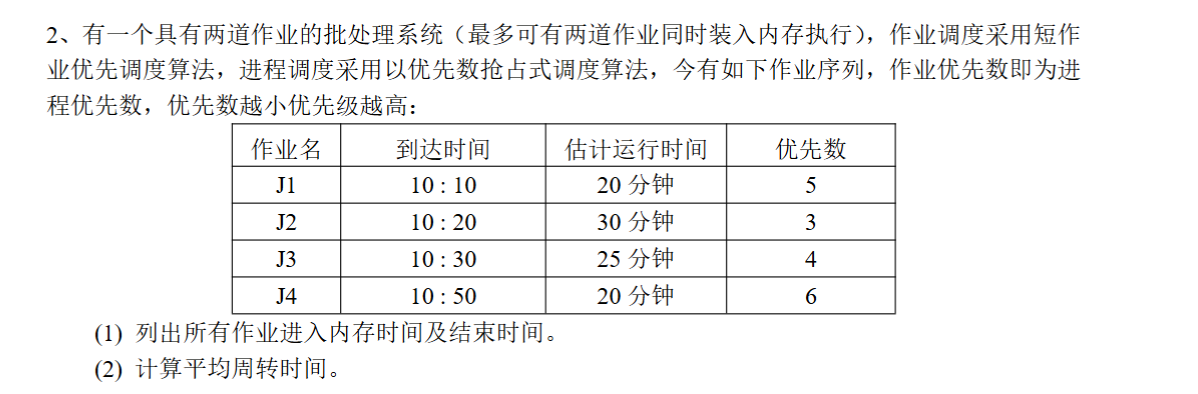 2、有一个具有两道作业的批处理系统（最多可有两道作业同时装入内存执行），作业调度采用短作
业优先调度算法，进程调度采用以优先数抢占式调度算法，今有如下作业序列，作业优先数即为进
程优先数，优先数越小优先级越高：
作业名 到达时间 估计运行时间 优先数
J1 10 : 10 20 分钟 5
J2 10 : 20 30 分钟 3
J3 10 : 30 25 分钟 4
J4 10 : 50 20 分钟 6
(1) 列出所有作业进入内存时间及结束时间。
(2) 计算平均周转时间。